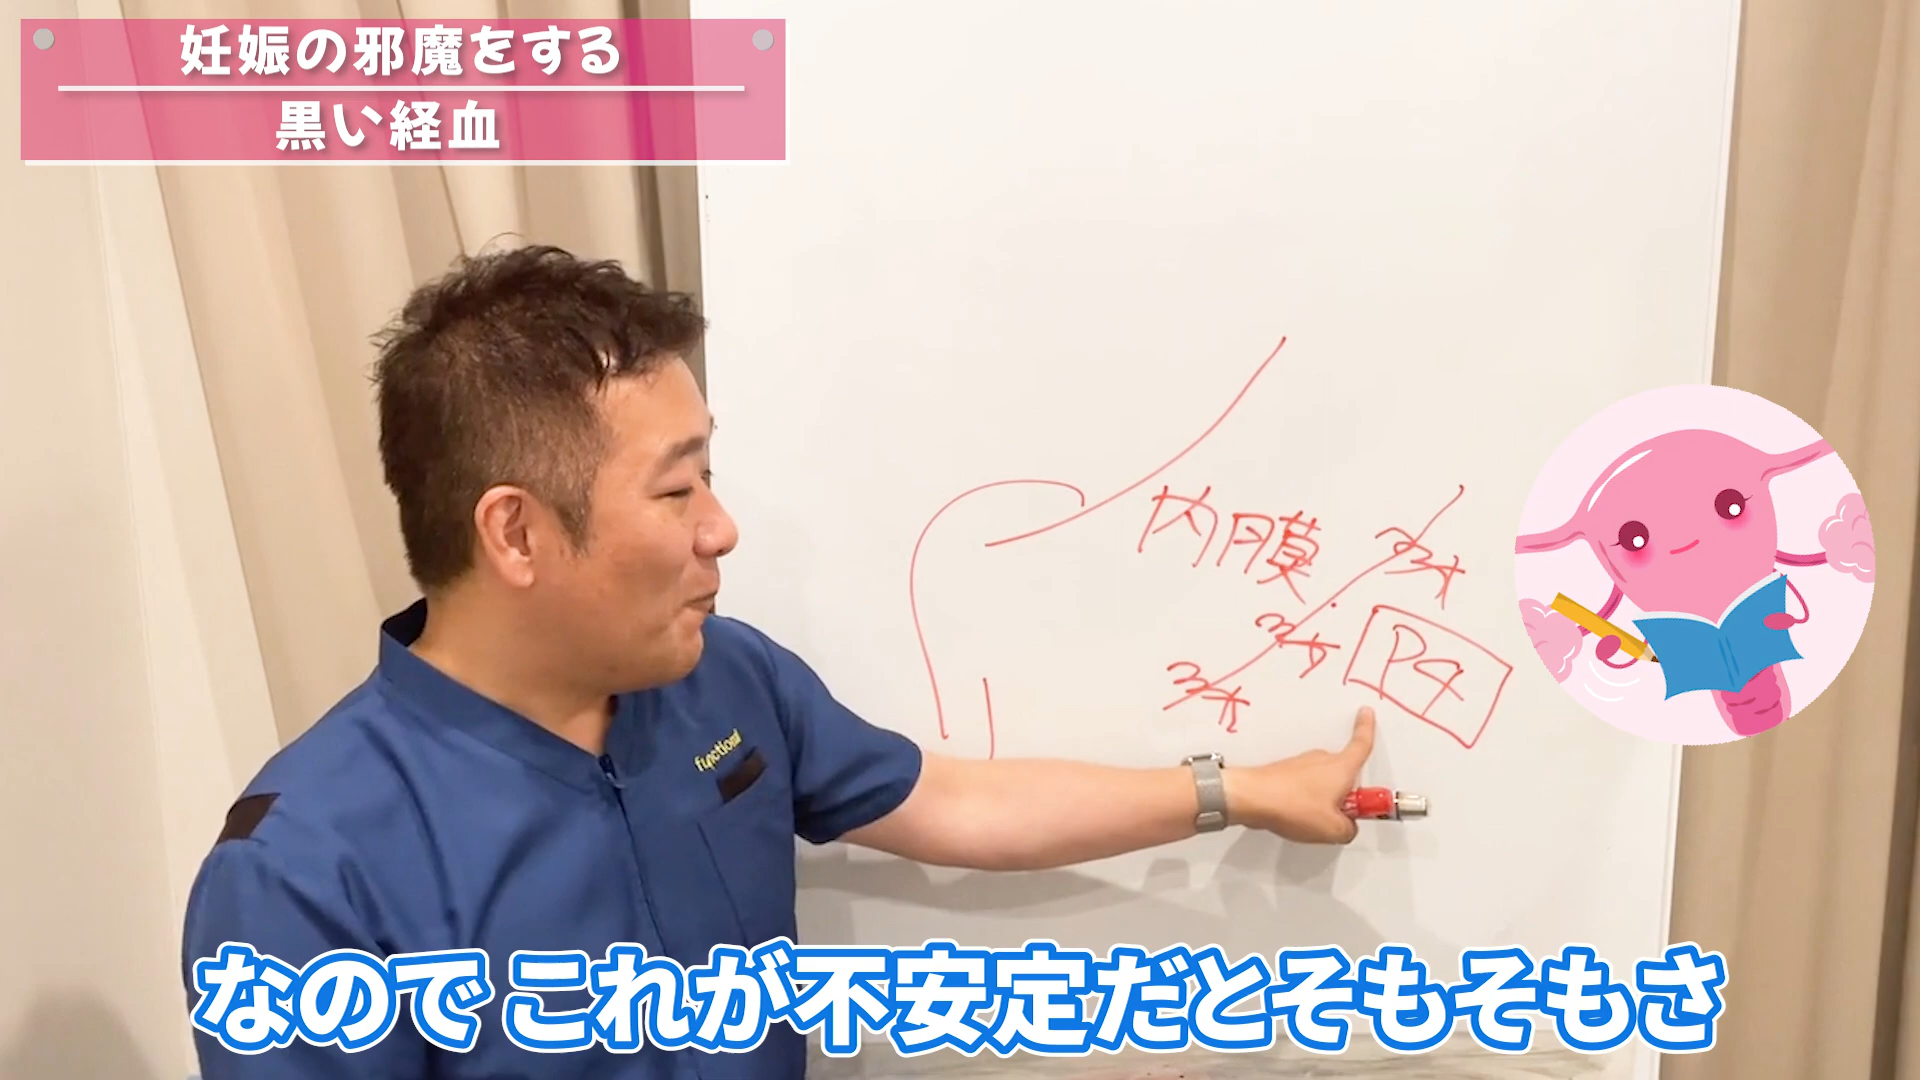 妊娠の邪魔をする
黒い経血
内膜
P4
functional
なので これが不安定だとそもそもさ